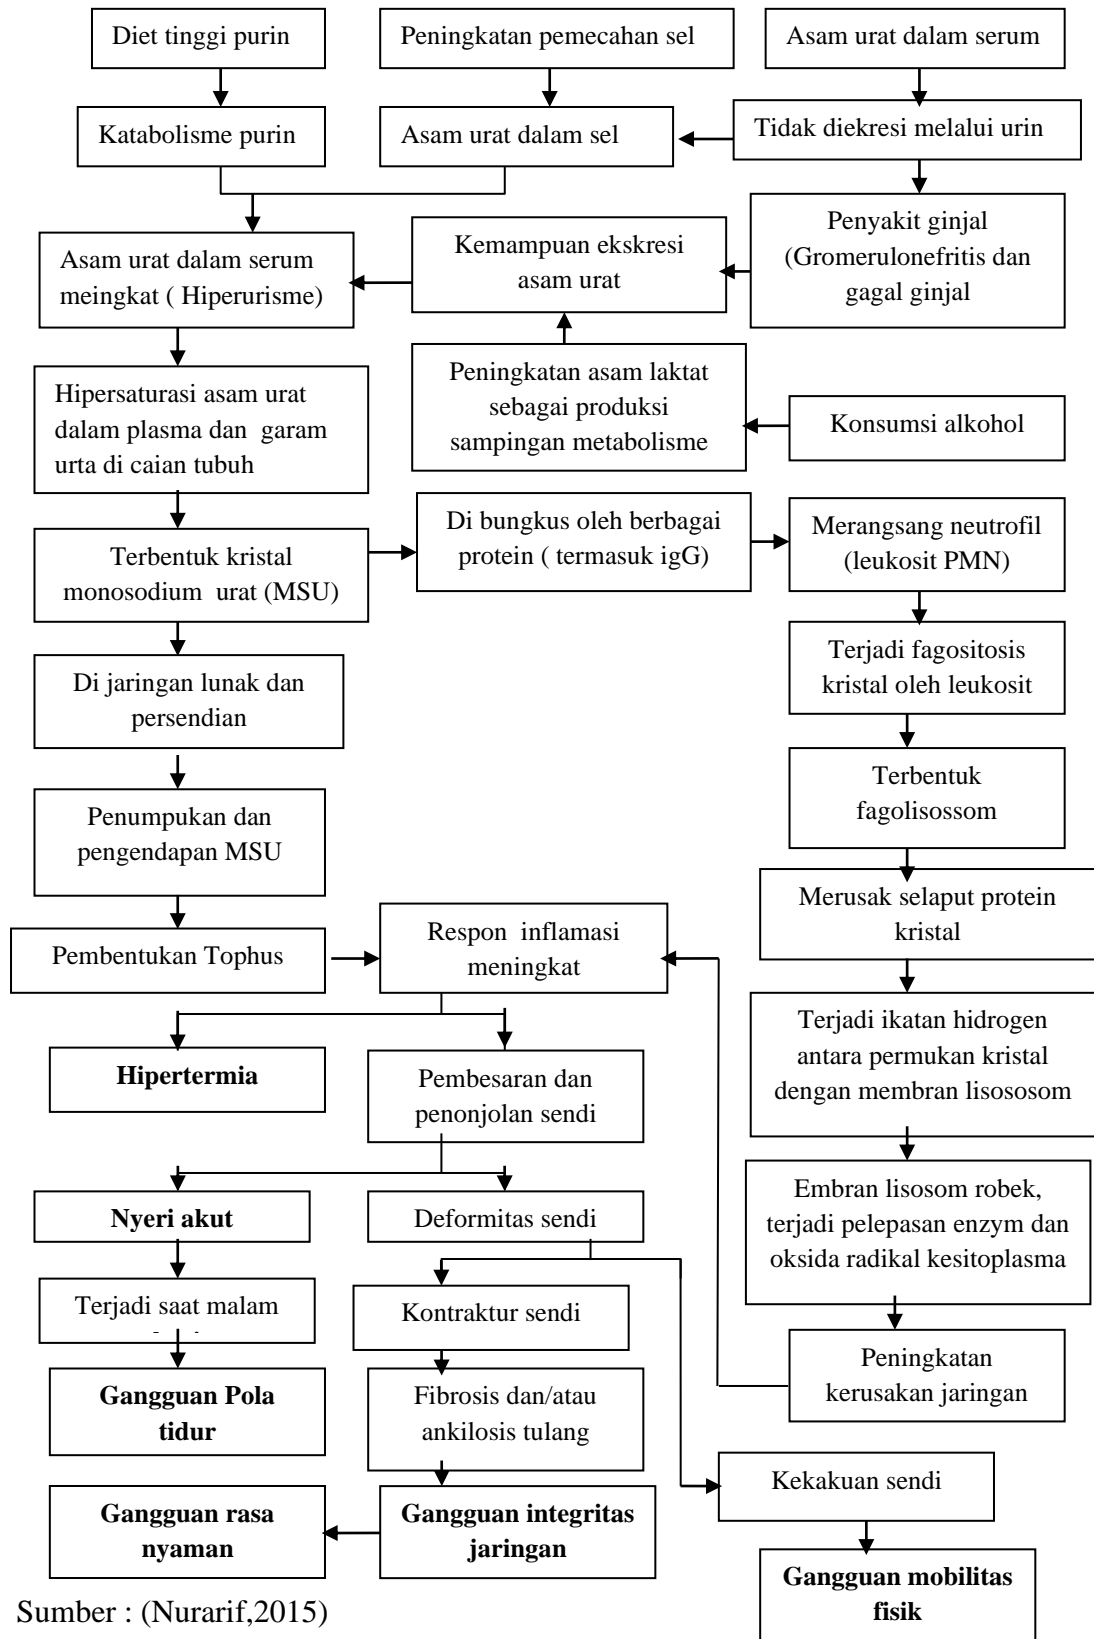 Diet tinggi purin
Peningkatan pemecahan sel
Asam urat dalam serum
Katabolisme purin
Asam urat dalam sel
Tidak diekresi melalui urin
Asam urat dalam serum
meingkat ( Hiperurisme)
Kemampuan ekskresi
asam urat
Penyakit ginjal
(Gromerulonefritis dan
gagal ginjal
Hipersaturasi asam urat
dalam plasma dan garam
urta di caian tubuh
Peningkatan asam laktat
sebagai produksi
sampingan metabolisme
Konsumsi alkohol
Terbentuk kristal
monosodium urat (MSU)
Di bungkus oleh berbagai
protein ( termasuk igG)
Merangsang neutrofil
(leukosit PMN)
Di jaringan lunak dan
persendian
Terjadi fagositosis
kristal oleh leukosit
Penumpukan dan
pengendapan MSU
Terbentuk
fagolisossom
Pembentukan Tophus
Respon inflamasi
meningkat
Merusak selaput protein
kristal
Hipertermia
Pembesaran dan
penonjolan sendi
Terjadi ikatan hidrogen
antara permukan kristal
dengan membran lisososom
Nyeri akut
Deformitas sendi
Embran lisosom robek,
terjadi pelepasan enzym dan
oksida radikal kesitoplasma
Terjadi saat malam
Kontraktur sendi
Gangguan Pola
tidur
Fibrosis dan/atau
ankilosis tulang
Peningkatan
kerusakan jaringan
Kekakuan sendi
Gangguan rasa
nyaman
Gangguan integritas
jaringan
Gangguan mobilitas
fisik
Sumber : (Nurarif,2015)